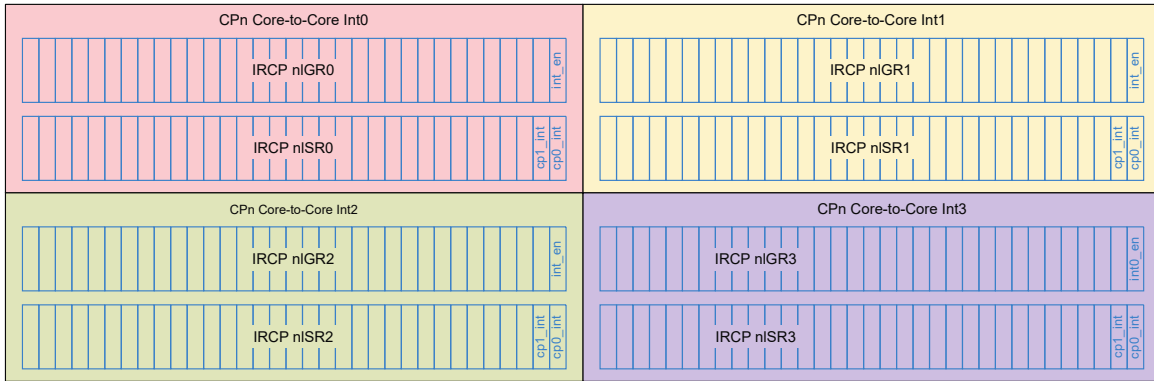 CPn Core-to-Core Int0
IRCP nIGR0
int_en
IRCP nISR0
cp1_int
cp0_int
CPn Core-to-Core Int1
IRCP nIGR1
int_en
IRCP nISR1
cp1_int
cp0_int
CPn Core-to-Core Int2
IRCP nIGR2
int_en
IRCP nISR2
cp1_int
cp0_int
CPn Core-to-Core Int3
IRCP nIGR3
int0_en
IRCP nISR3
cp1_int
cp0_int